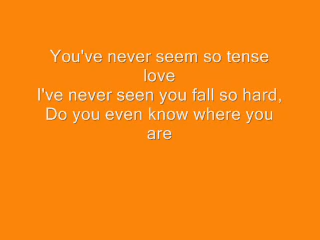 You've never seem so tense
love
I've never seen you fall so hard,
Do you even know where you
are